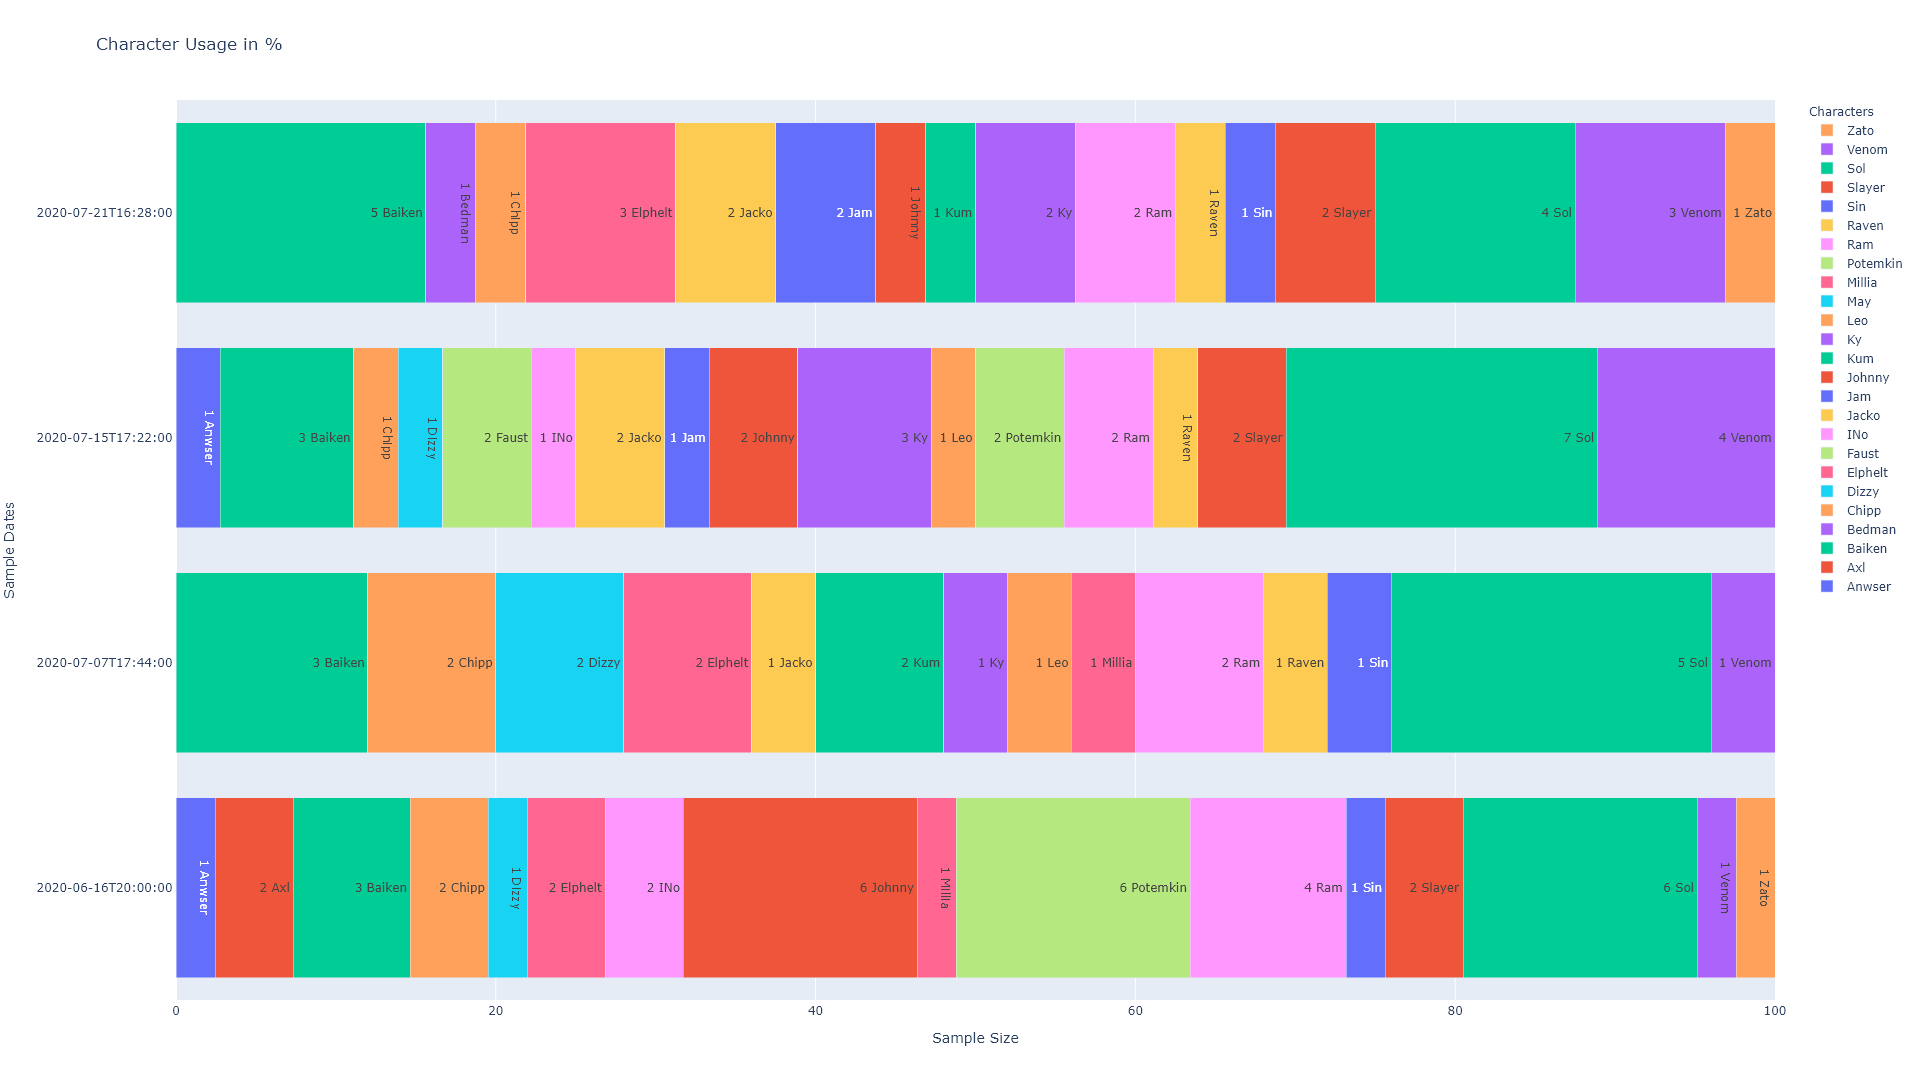 Character Usage in %
2020-07-21T16:28:00
5 Baiken
1 Bedman
1 Chipp
3 Elphelt
2 Jacko
2 Jam
1 Johnny
1 Kum
2 Ky
2 Ram
1 Raven
1 Sin
2 Slayer
4 Sol
3 Venom
1 Zato
2020-07-15T17:22:00
1 Anwser
3 Baiken
1 Chipp
1 Dizzy
2 Faust
1 INo
2 Jacko
1 Jam
2 Johnny
3 Ky
1 Leo
2 Potemkin
2 Ram
1 Raven
2 Slayer
7 Sol
4 Venom
2020-07-07T17:44:00
3 Baiken
2 Chipp
2 Dizzy
2 Elphelt
1 Jacko
2 Kum
1 Ky
1 Leo
1 Millia
2 Ram
1 Raven
1 Sin
5 Sol
1 Venom
2020-06-16T20:00:00
1 Anwser
2 Axl
3 Baiken
2 Chipp
1 Dizzy
2 Elphelt
2 INo
6 Johnny
1 Millia
6 Potemkin
4 Ram
1 Sin
2 Slayer
6 Sol
1 Venom
1 Zato
0 20 40 60 80 100
Sample Size
Sample Dates
Characters
Zato
Venom
Sol
Slayer
Sin
Raven
Ram
Potemkin
Millia
May
Leo
Ky
Kum
Johnny
Jam
Jacko
INo
Faust
Elphelt
Dizzy
Chipp
Bedman
Baiken
Axl
Anwser